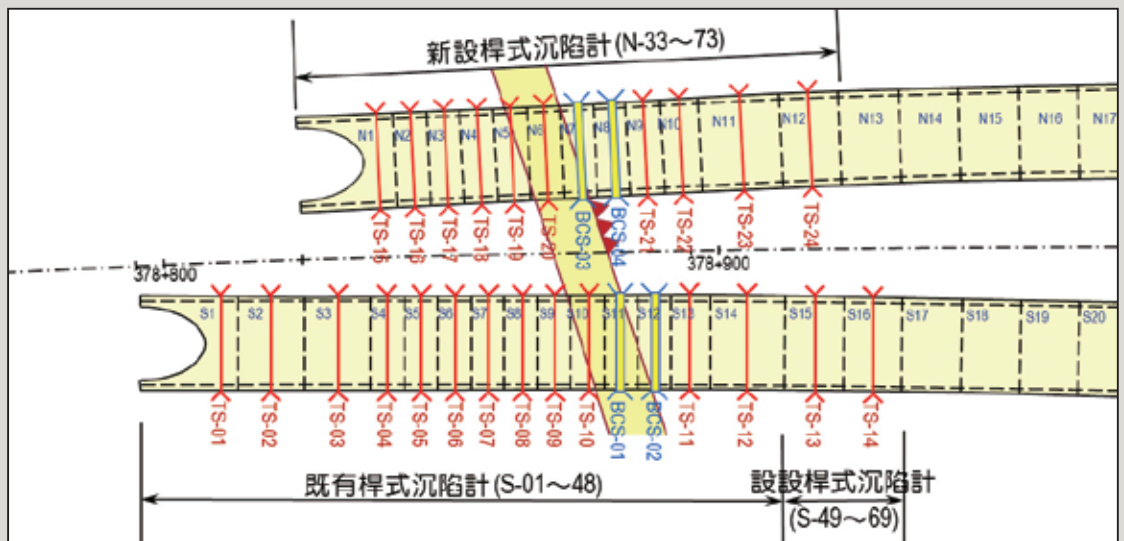 新設桿式沉陷計(N-33～73)
N1 N2 N3 N4 N5 N6 N7 N8 N9 N10 N11 N12 N13 N14 N15 N16 N17
TS-15 TS-16 TS-17 TS-18 TS-19 TS-20 BCS-03 BCS-04 TS-21 TS-22 TS-23 TS-24
378+800 378+900
S1 S2 S3 S4 S5 S6 S7 S8 S9 S10 S11 S12 S13 S14 S15 S16 S17 S18 S19 S20
TS-01 TS-02 TS-03 TS-04 TS-05 TS-06 TS-07 TS-08 TS-09 TS-10 BCS-01 BCS-02 TS-11 TS-12 TS-13 TS-14
既有桿式沉陷計(S-01～48)
設設桿式沉陷計
(S-49～69)